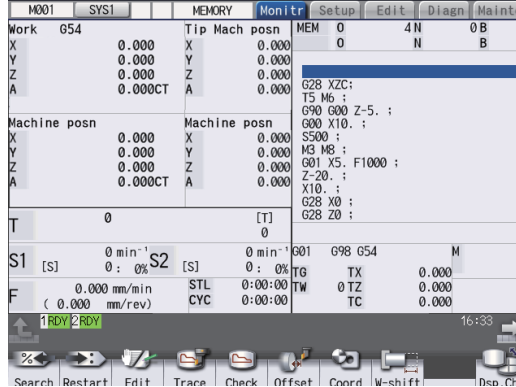 M001 SYS1 MEMORY Monitr Setup Edit Diagn Maint
Work G54
X 0.000
Y 0.000
Z 0.000
A 0.000CT
Tip Mach posn
X 0.000
Y 0.000
Z 0.000
A 0.000
Machine posn
X 0.000
Y 0.000
Z 0.000
A 0.000CT
Machine posn
X 0.000
Y 0.000
Z 0.000
A 0.000
MEM O 4 N 0 B
O N B
G28 XZC;
T5 M6 ;
G90 G00 Z-5. ;
G00 X10. ;
S500 ;
M3 M8 ;
G01 X5. F1000 ;
Z-20. ;
X10. ;
G28 X0 ;
G28 Z0 ;
T 0 [T]
0
S1 [S] 0 min⁻¹
0 : 0%
S2 [S] 0 min⁻¹
0 : 0%
F 0.000 mm/min
( 0.000 mm/rev)
STL 0:00:00
CYC 0:00:00
G01 G98 G54 M
TG TX 0.000
TW 0 TZ 0.000
TC 0.000
1 RDY 2 RDY 16:33
Search Restart Edit Trace Check Offset Coord W-shift Dsp.C